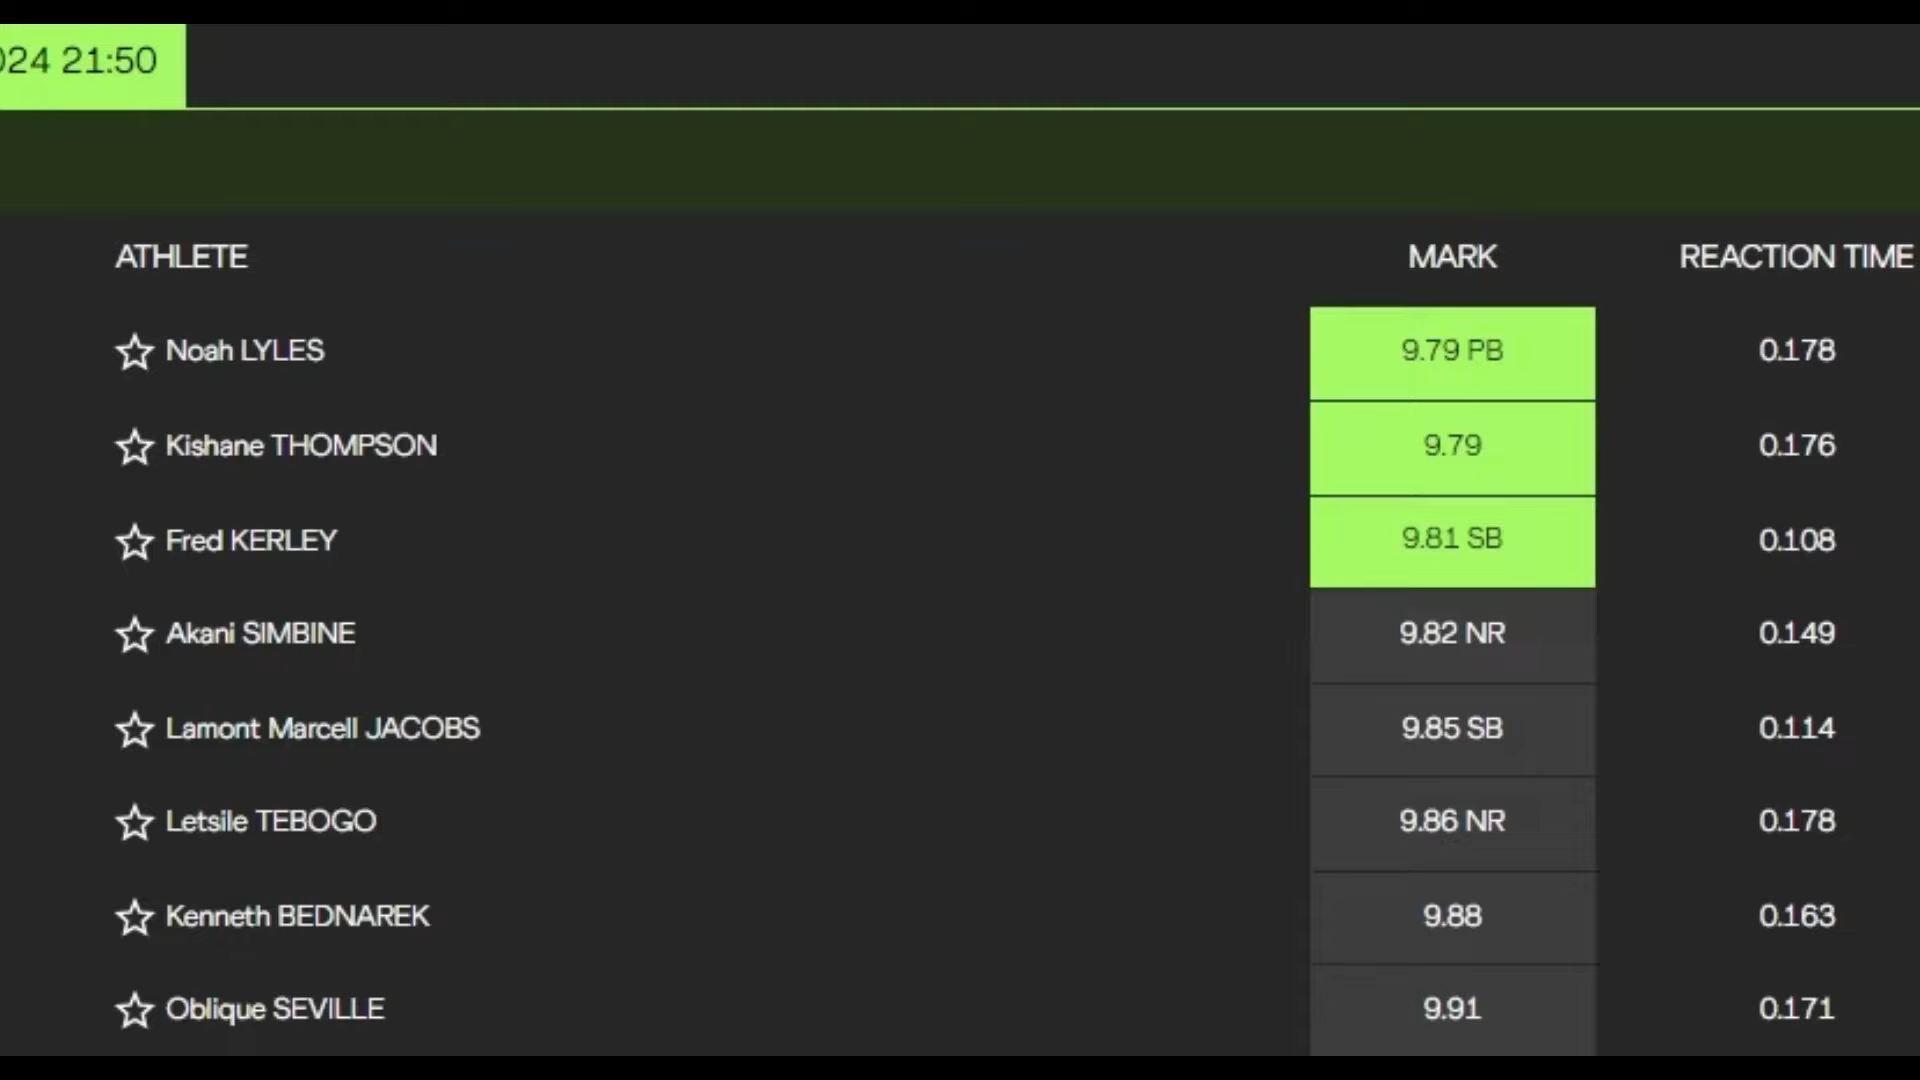 024 21:50
ATHLETE MARK REACTION TIME
Noah LYLES 9.79 PB 0.178
Kishane THOMPSON 9.79 0.176
Fred KERLEY 9.81 SB 0.108
Akani SIMBINE 9.82 NR 0.149
Lamont Marcell JACOBS 9.85 SB 0.114
Letsile TEBOGO 9.86 NR 0.178
Kenneth BEDNAREK 9.88 0.163
Oblique SEVILLE 9.91 0.171